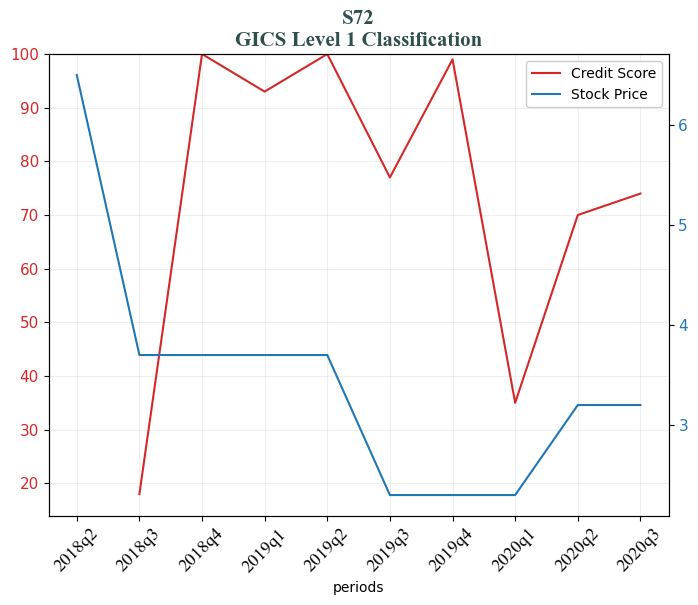 S72
GICS Level 1 Classification
Credit Score
Stock Price
100
90
80
70
60
50
40
30
20
6
5
4
3
2018q2
2018q3
2018q4
2019q1
2019q2
2019q3
2019q4
2020q1
2020q2
2020q3
periods